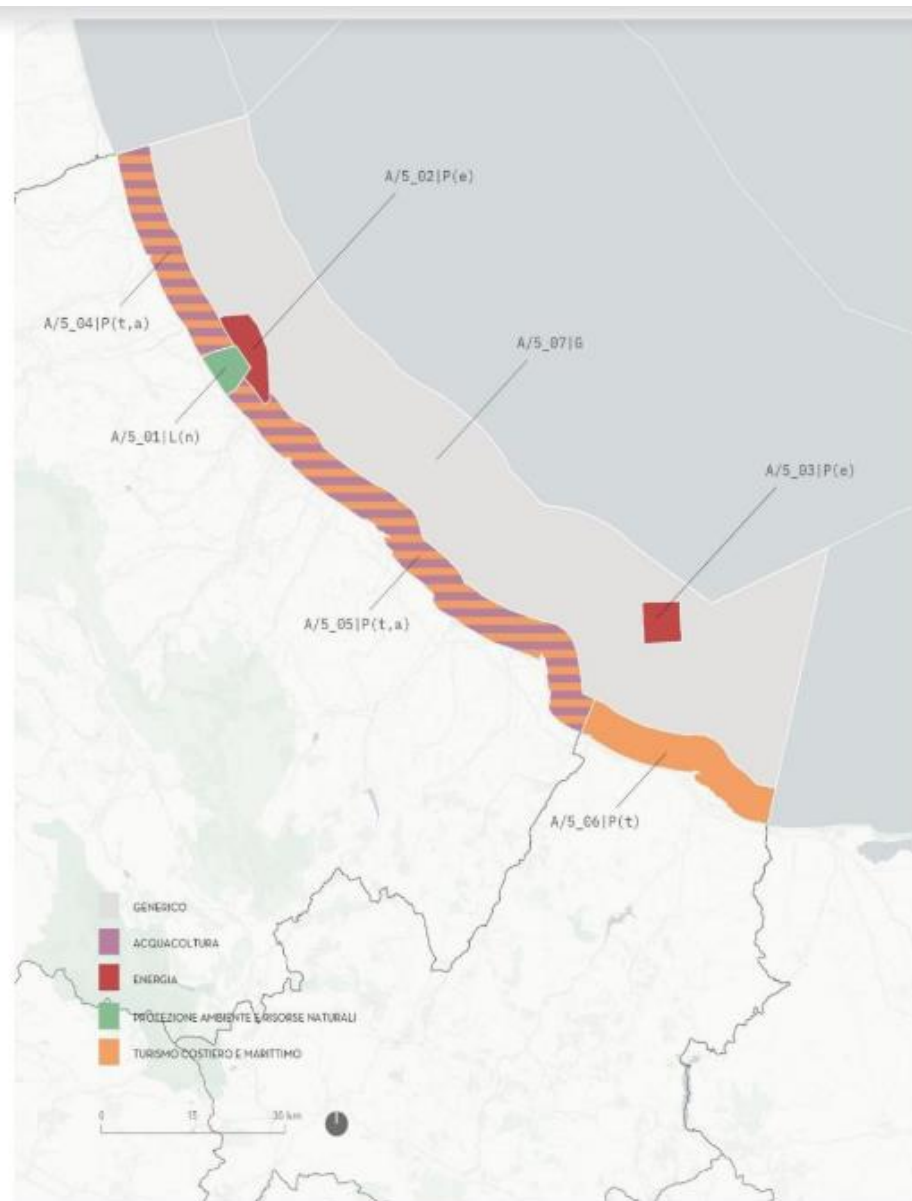 A/5_02|P(e)
A/5_04|P(t,a)
A/5_07|G
A/5_01|L(n)
A/5_03|P(e)
A/5_05|P(t,a)
A/5_06|P(t)
GENERICO
ACQUACOLTURA
ENERGIA
PROTEZIONE AMBIENTE E RISORSE NATURALI
TURISMO COSTIERO E MARITTIMO
0 15 30 km